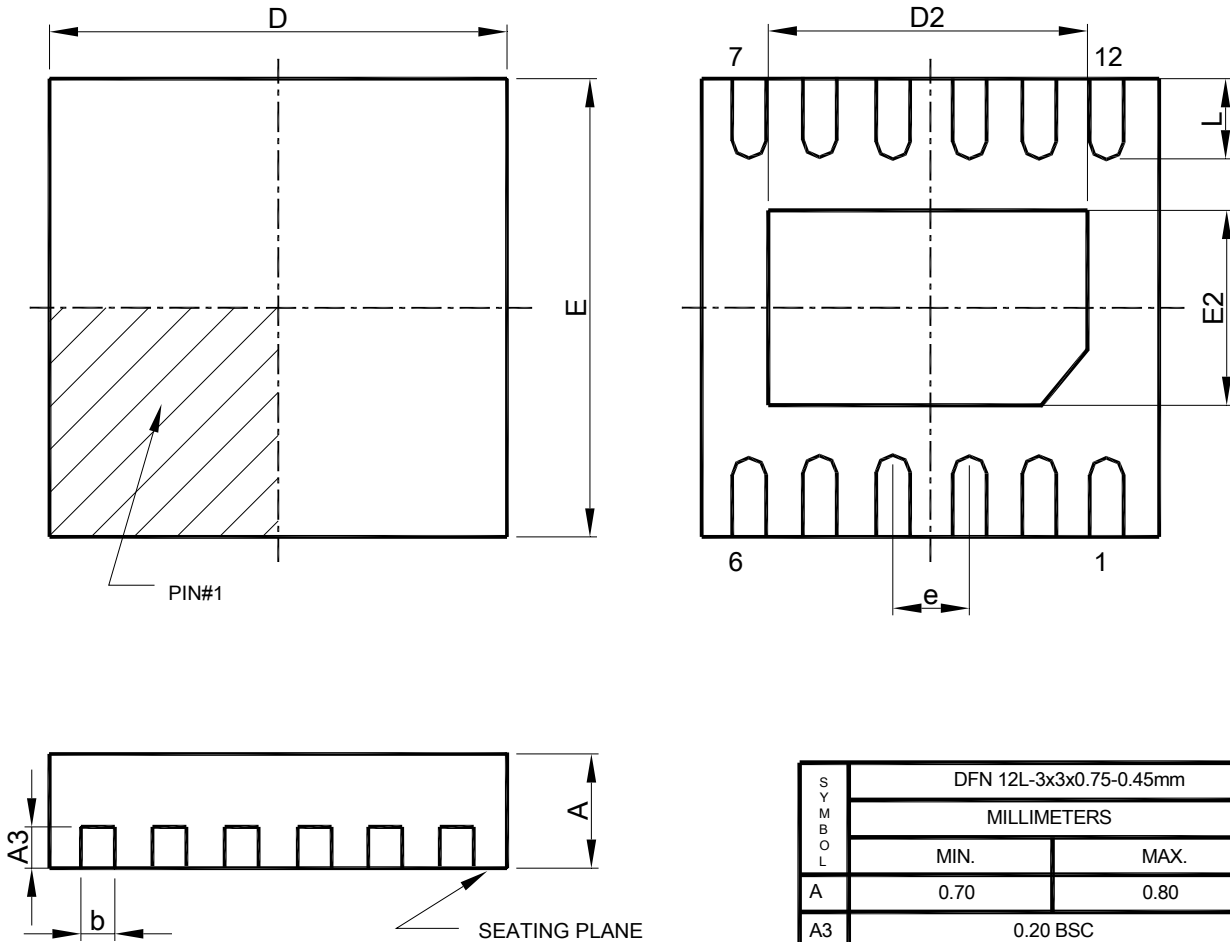 D
D2
7
12
L
E
E2
PIN#1
6
1
e
A3
A
b
SEATING PLANE
SYMBOL
DFN 12L-3x3x0.75-0.45mm
MILLIMETERS
MIN. MAX.
A 0.70 0.80
A3 0.20 BSC